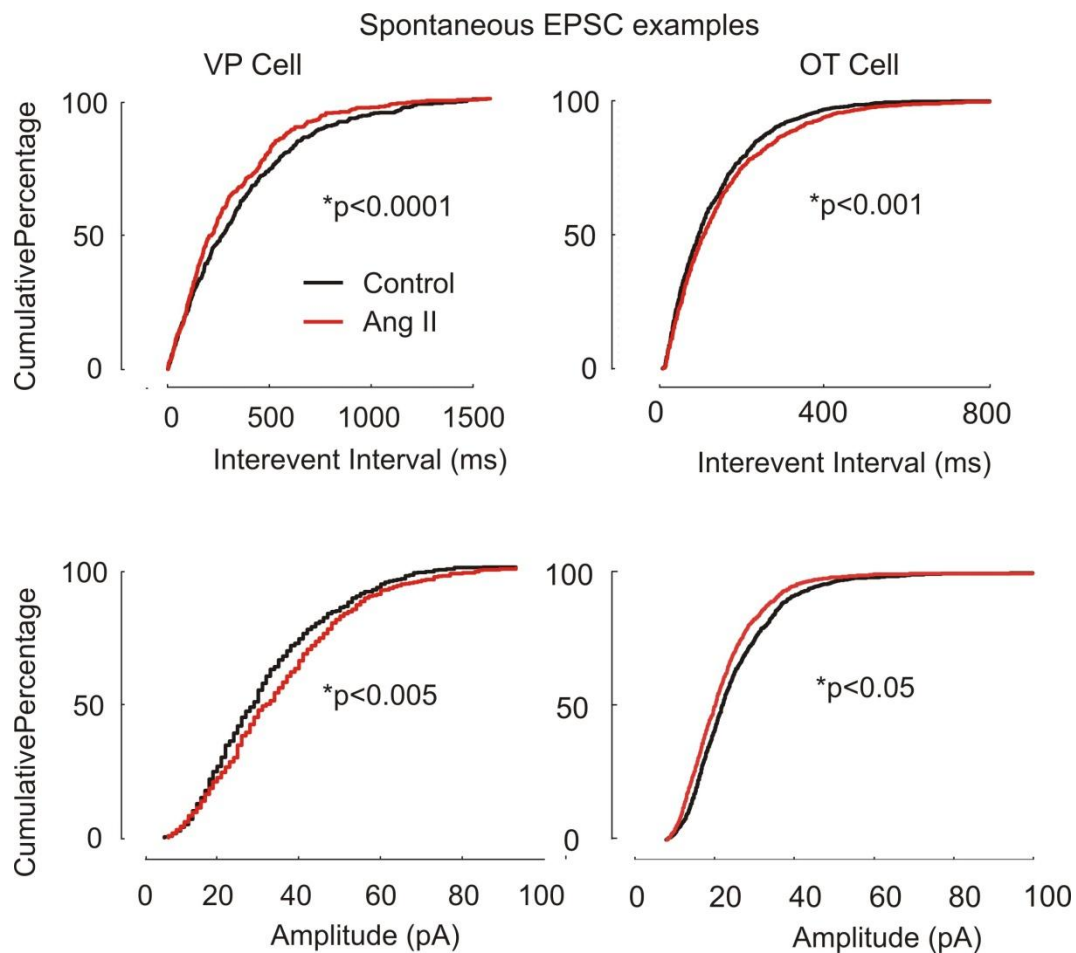 Spontaneous EPSC examples
VP Cell
OT Cell
CumulativePercentage
100
50
0
*p<0.0001
Control
Ang II
0 500 1000 1500
Interevent Interval (ms)
100
50
0
*p<0.001
0 400 800
Interevent Interval (ms)
CumulativePercentage
100
50
0
*p<0.005
0 20 40 60 80 100
Amplitude (pA)
100
50
0
*p<0.05
0 20 40 60 80 100
Amplitude (pA)